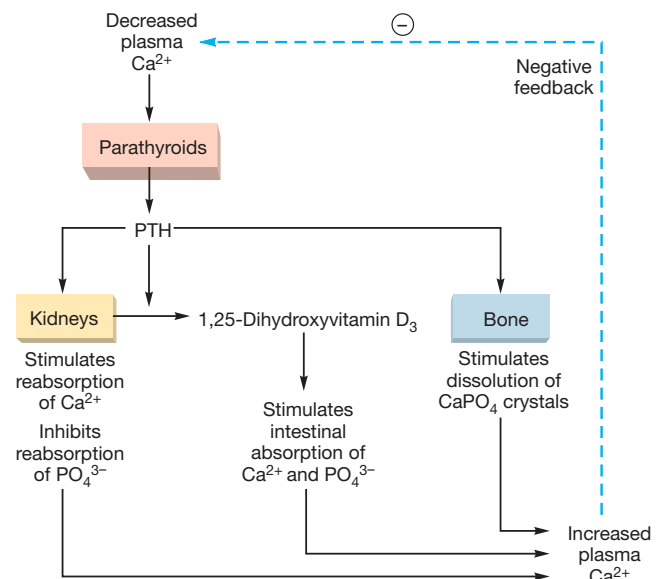 Decreased
plasma
Ca²⁺
−
Negative
feedback
Parathyroids
PTH
Kidneys
1,25-Dihydroxyvitamin D₃
Bone
Stimulates
reabsorption
of Ca²⁺
Inhibits
reabsorption
of PO₄³⁻
Stimulates
intestinal
absorption of
Ca²⁺ and PO₄³⁻
Stimulates
dissolution of
CaPO₄ crystals
Increased
plasma
Ca²⁺